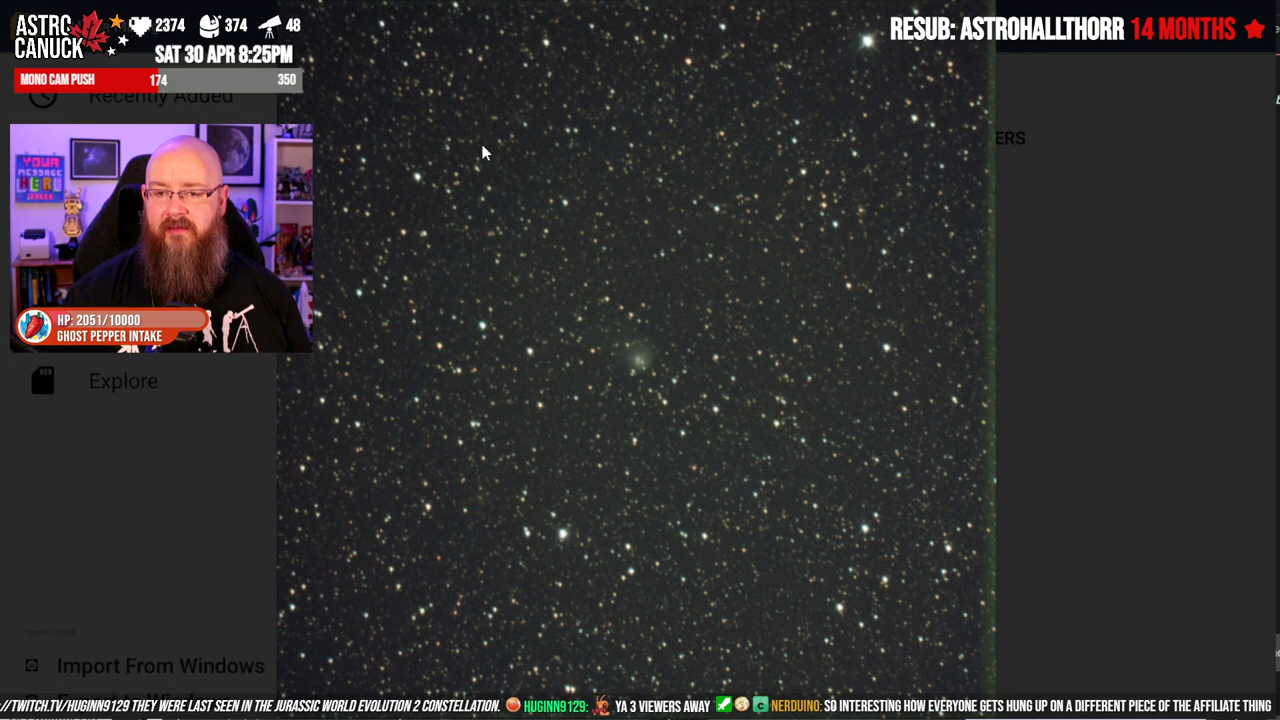 ASTRO
CANUCK
2374
374
48
SAT 30 APR 8:25PM
RESUB: ASTROHALLTHORR 14 MONTHS
MONO CAM PUSH 174 350
Recently Added
ERS
YOUR
MESSAGE
HERE
HP: 2051/10000
GHOST PEPPER INTAKE
Explore
Import From Windows
//TWITCH.TV/HUGINN9129 THEY WERE LAST SEEN IN THE JURASSIC WORLD EVOLUTION 2 CONSTELLATION. HUGINN9129: YA 3 VIEWERS AWAY NERDUINO: SO INTERESTING HOW EVERYONE GETS HUNG UP ON A DIFFERENT PIECE OF THE AFFILIATE THING